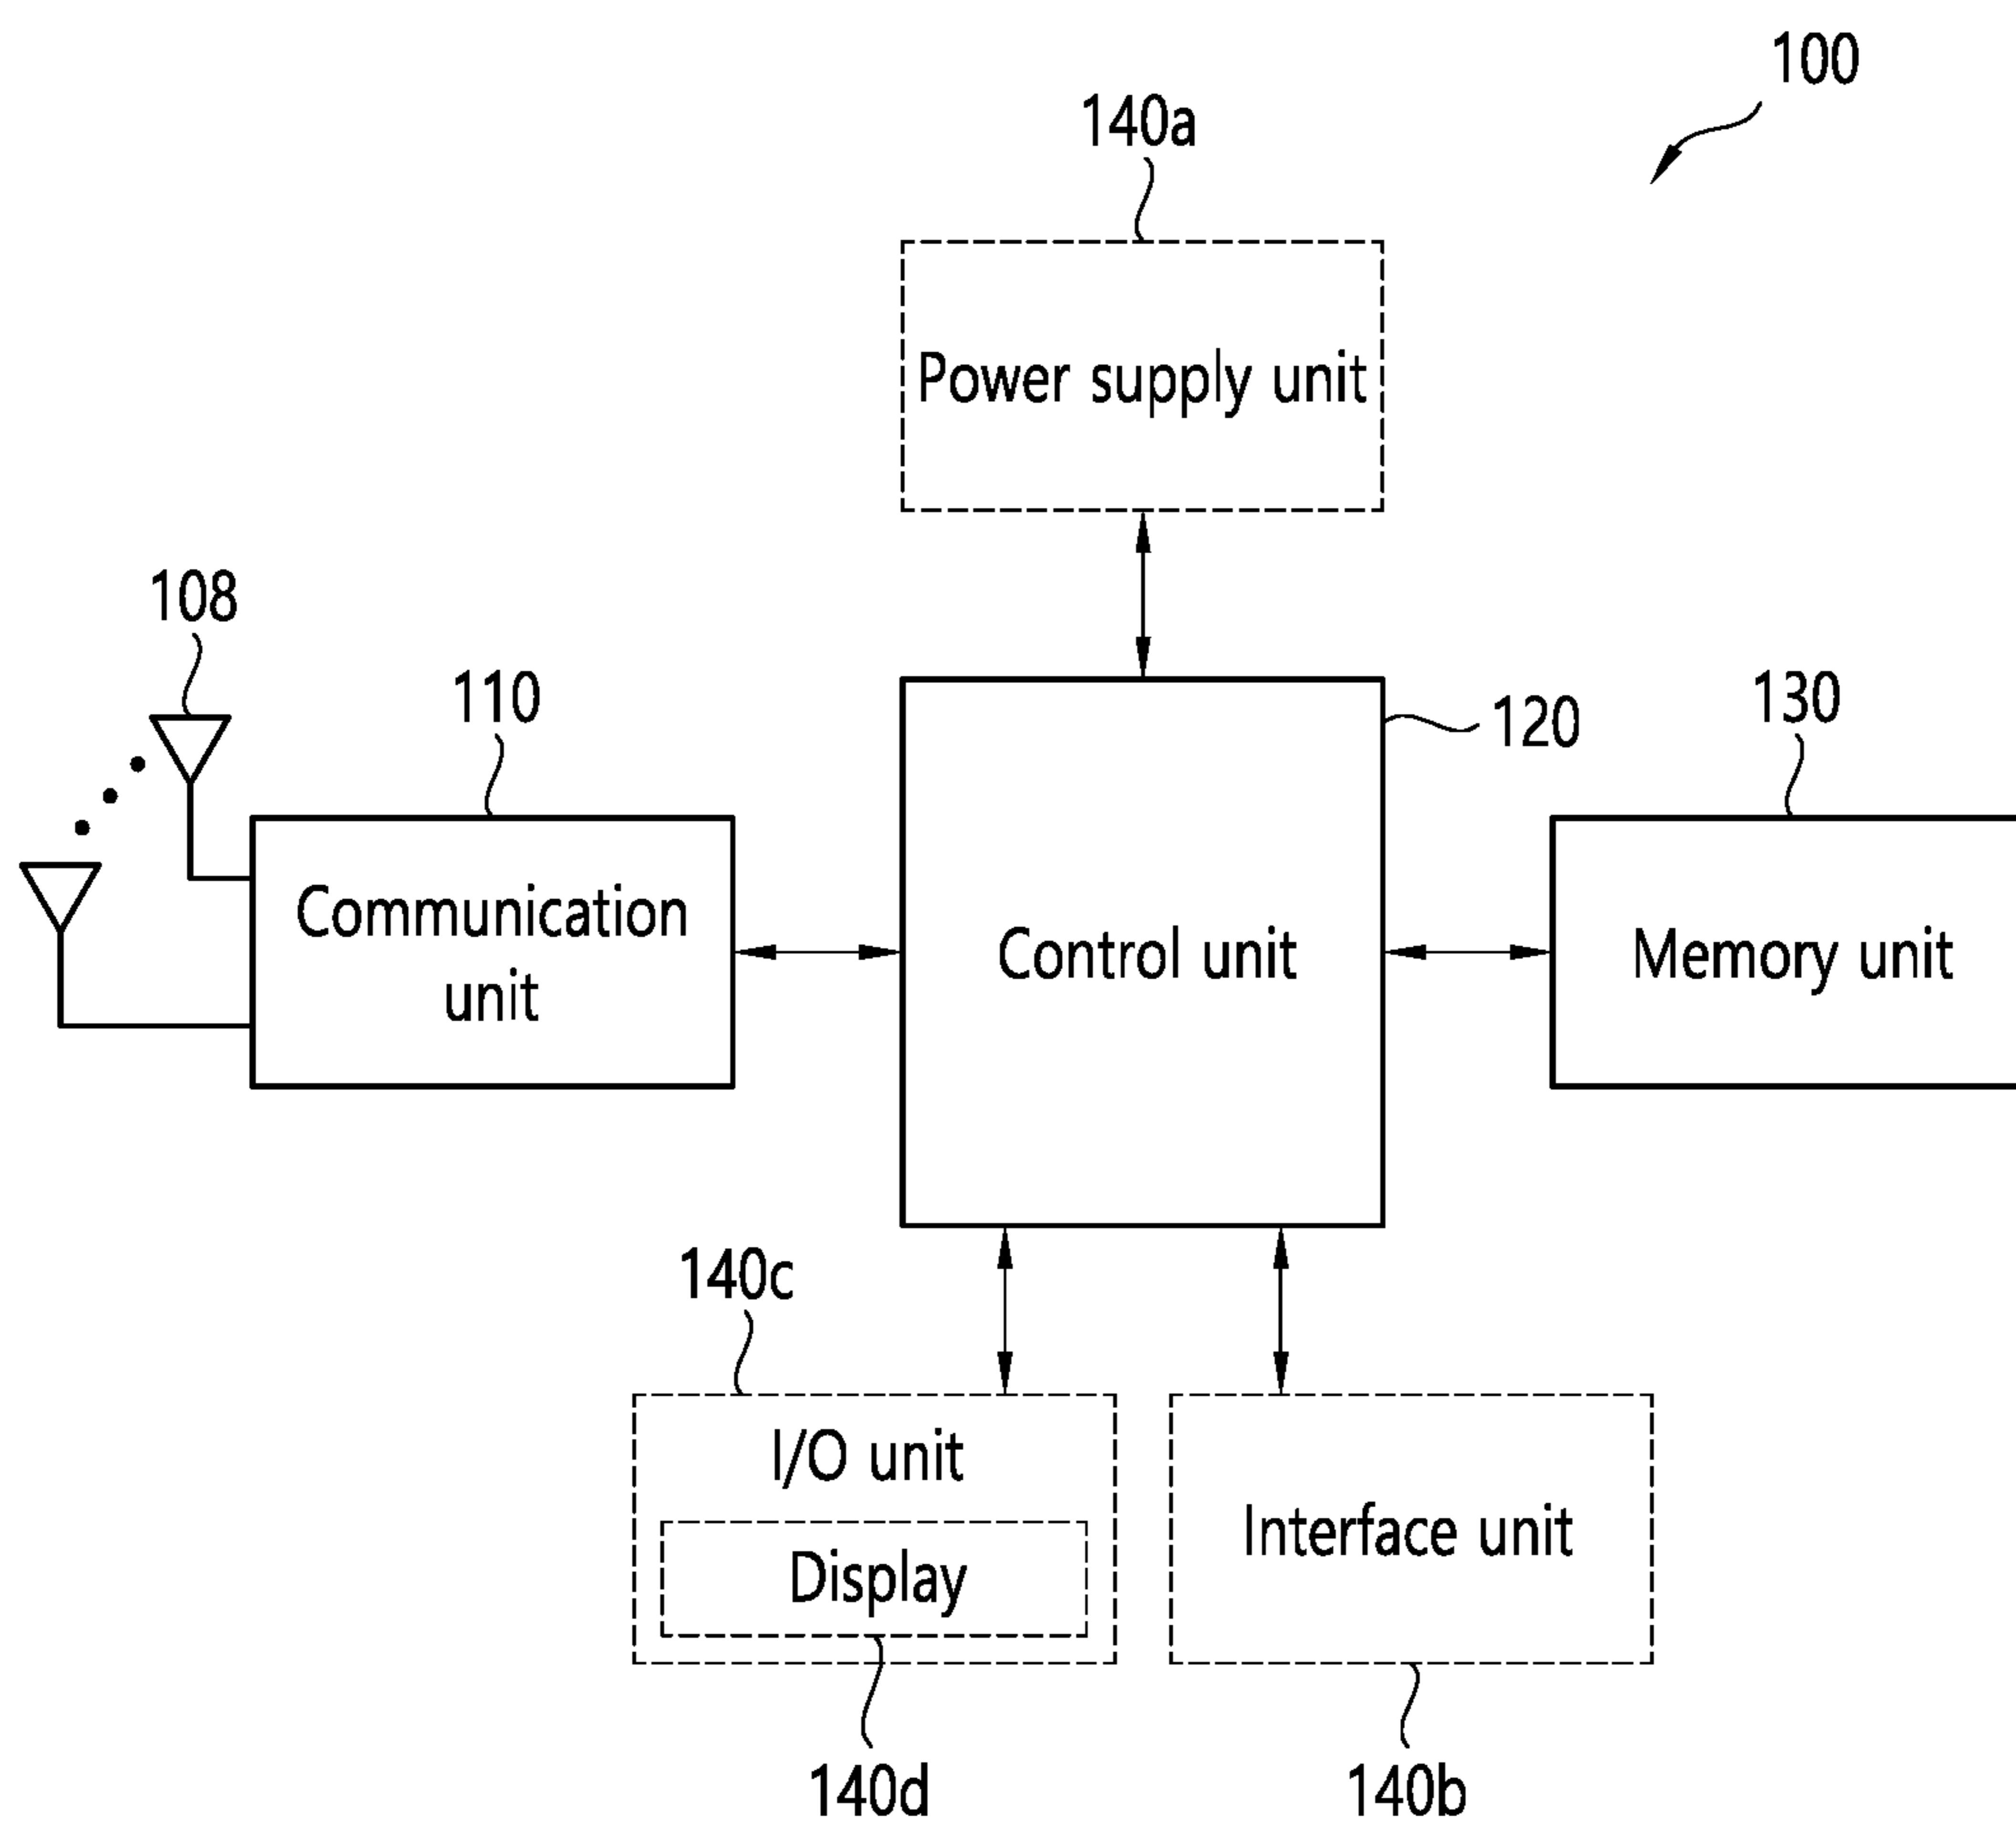 100
140a
Power supply unit
108
110
120
130
Communication
unit
Control unit
Memory unit
140c
I/O unit
Display
Interface unit
140d
140b